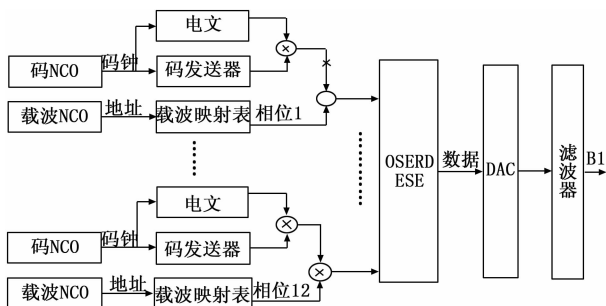 电文
码NCO
码钟
码发送器
载波NCO
地址
载波映射表
相位1
OSERD
ESE
数据
DAC
滤波器
B1
电文
码NCO
码钟
码发送器
载波NCO
地址
载波映射表
相位12